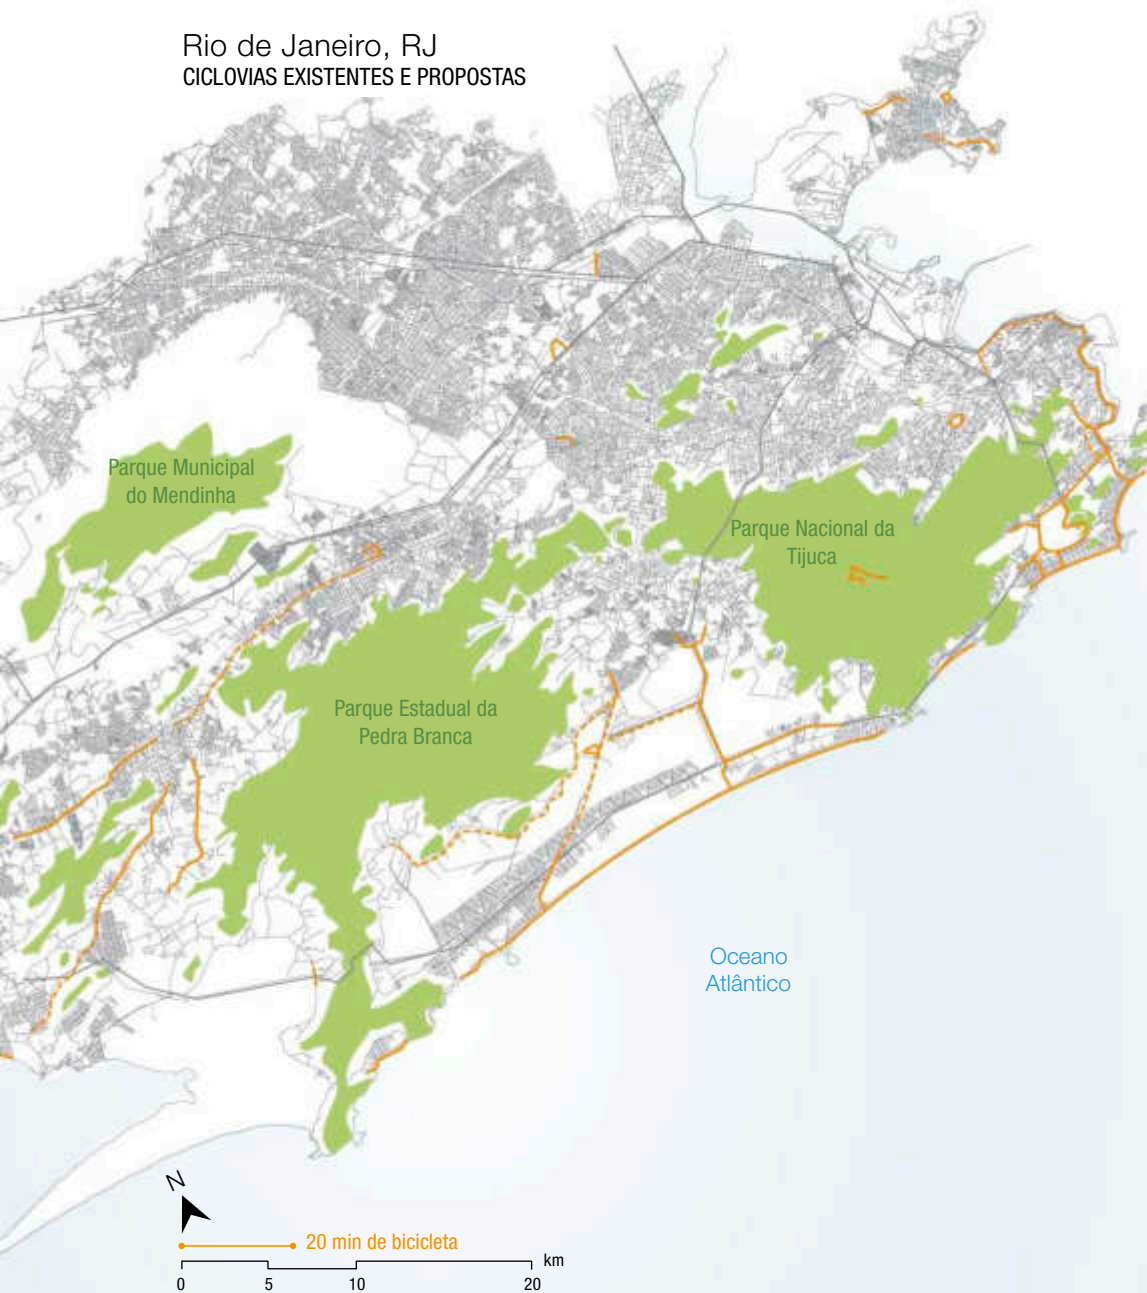 Rio de Janeiro, RJ
CICLOVIAS EXISTENTES E PROPOSTAS
Parque Municipal
do Mendinha
Parque Nacional da
Tijuca
Parque Estadual da
Pedra Branca
Oceano
Atlântico
N
20 min de bicicleta
km
0 5 10 20